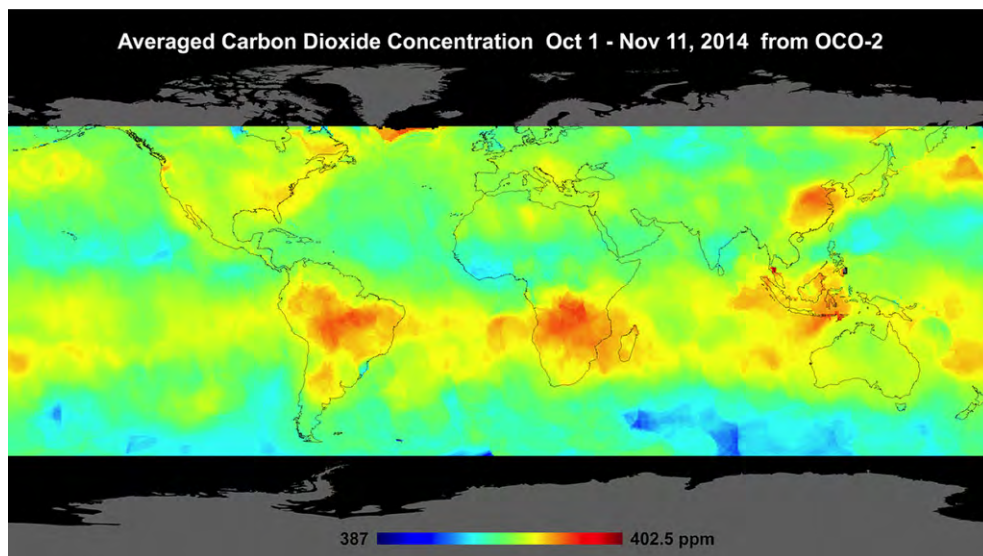 Averaged Carbon Dioxide Concentration Oct 1 - Nov 11, 2014 from OCO-2
387 402.5 ppm